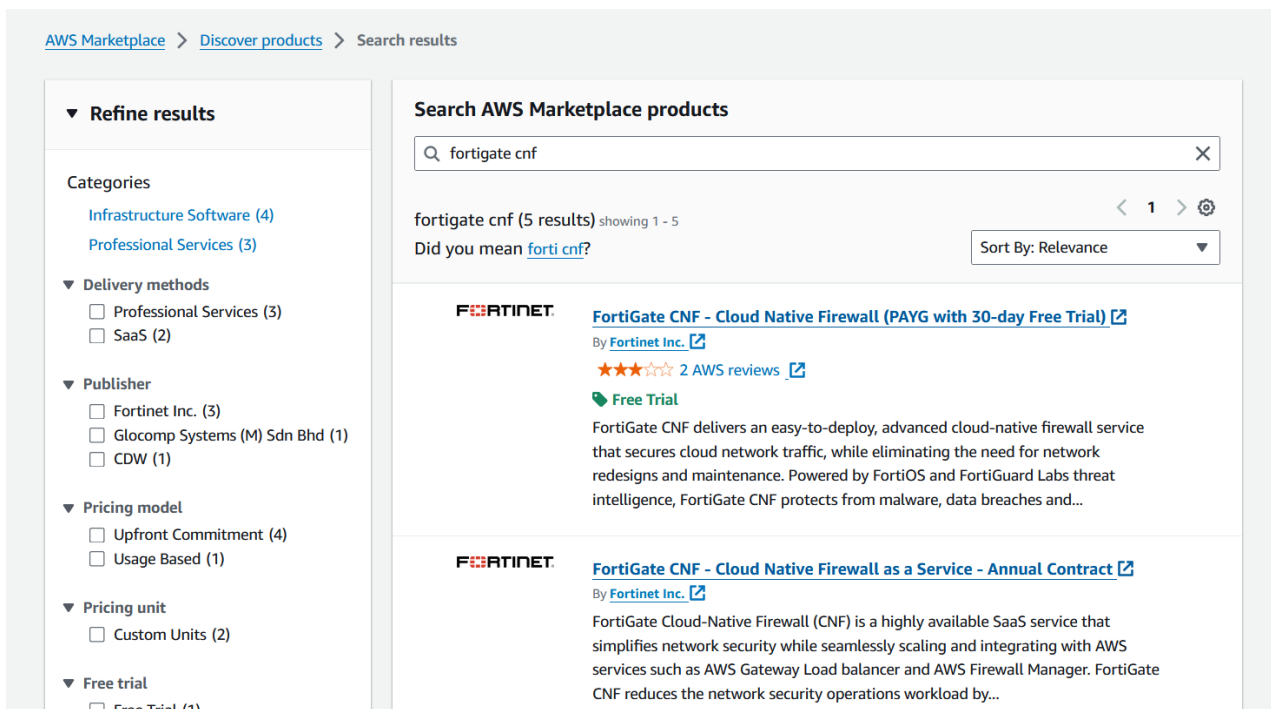 AWS Marketplace > Discover products > Search results
Refine results
Categories
Infrastructure Software (4)
Professional Services (3)
Delivery methods
Professional Services (3)
SaaS (2)
Publisher
Fortinet Inc. (3)
Glocomp Systems (M) Sdn Bhd (1)
CDW (1)
Pricing model
Upfront Commitment (4)
Usage Based (1)
Pricing unit
Custom Units (2)
Free trial
Free Trial (1)
Search AWS Marketplace products
fortigate cnf
fortigate cnf (5 results) showing 1 - 5
1
Did you mean forti cnf?
Sort By: Relevance
FORTINET
FortiGate CNF - Cloud Native Firewall (PAYG with 30-day Free Trial)
By Fortinet Inc.
2 AWS reviews
Free Trial
FortiGate CNF delivers an easy-to-deploy, advanced cloud-native firewall service
that secures cloud network traffic, while eliminating the need for network
redesigns and maintenance. Powered by FortiOS and FortiGuard Labs threat
intelligence, FortiGate CNF protects from malware, data breaches and...
FORTINET
FortiGate CNF - Cloud Native Firewall as a Service - Annual Contract
By Fortinet Inc.
FortiGate Cloud-Native Firewall (CNF) is a highly available SaaS service that
simplifies network security while seamlessly scaling and integrating with AWS
services such as AWS Gateway Load balancer and AWS Firewall Manager. FortiGate
CNF reduces the network security operations workload by...